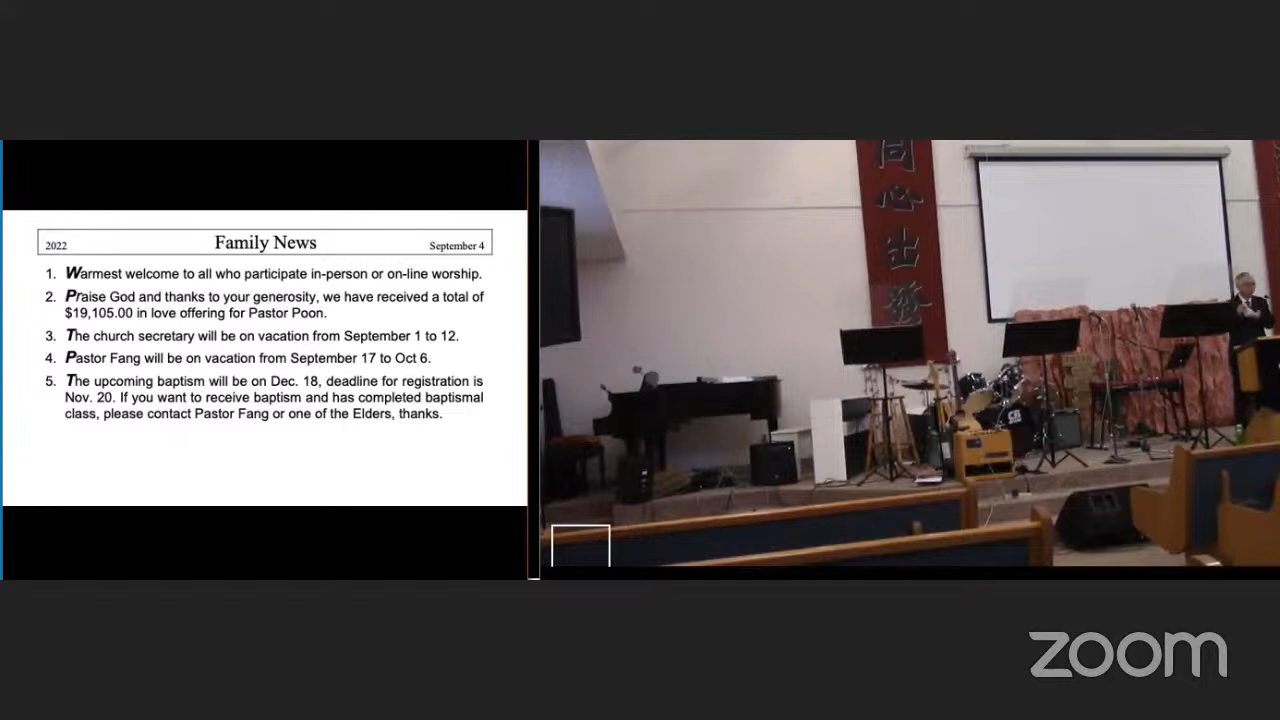 2022 Family News September 4
1. Warmest welcome to all who participate in-person or on-line worship.
2. Praise God and thanks to your generosity, we have received a total of
$19,105.00 in love offering for Pastor Poon.
3. The church secretary will be on vacation from September 1 to 12.
4. Pastor Fang will be on vacation from September 17 to Oct 6.
5. The upcoming baptism will be on Dec. 18, deadline for registration is
Nov. 20. If you want to receive baptism and has completed baptismal
class, please contact Pastor Fang or one of the Elders, thanks.
同
心
出
發
zoom